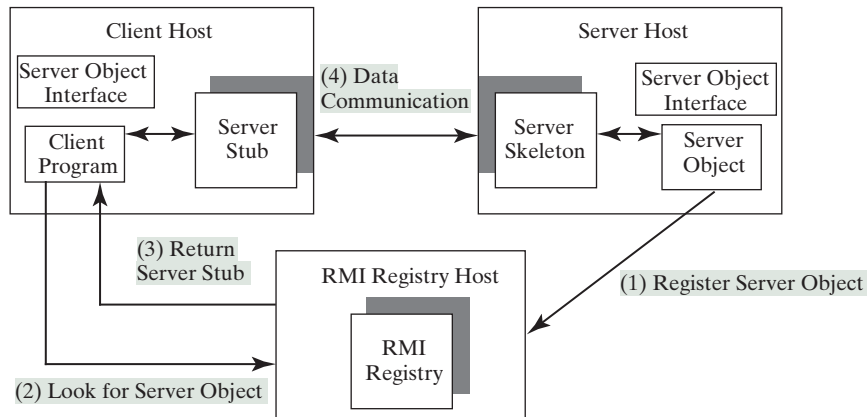 Client Host
Server Object
Interface
Client
Program
Server
Stub
(4) Data
Communication
Server Host
Server Object
Interface
Server
Skeleton
Server
Object
(3) Return
Server Stub
RMI Registry Host
RMI
Registry
(1) Register Server Object
(2) Look for Server Object